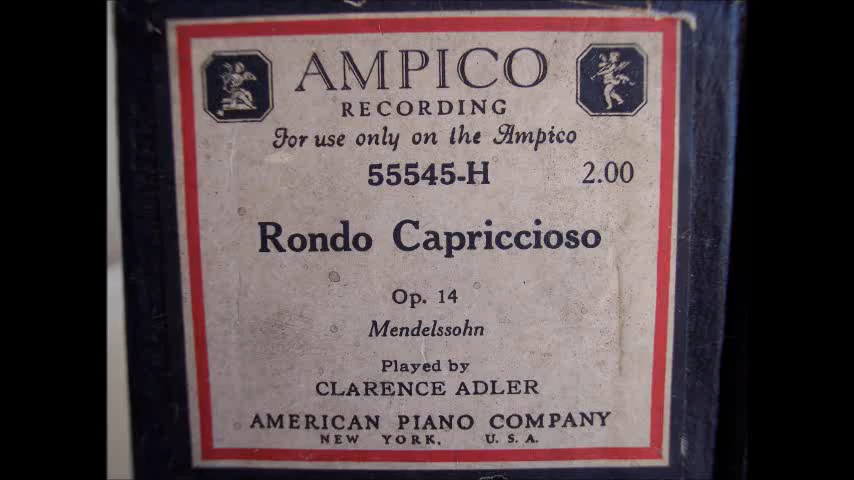 AMPICO
RECORDING
For use only on the Ampico
55545-H 2.00
Rondo Capriccioso
Op. 14
Mendelssohn
Played by
CLARENCE ADLER
AMERICAN PIANO COMPANY
NEW YORK, U. S. A.